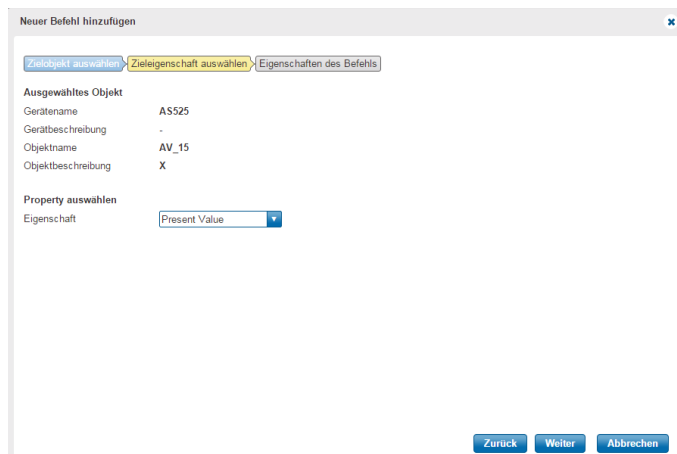 Neuer Befehl hinzufügen
Zielobjekt auswählen Zieleigenschaft auswählen Eigenschaften des Befehls
Ausgewähltes Objekt
Gerätename AS525
Gerätbeschreibung -
Objektname AV_15
Objektbeschreibung X
Property auswählen
Eigenschaft Present Value
Zurück Weiter Abbrechen